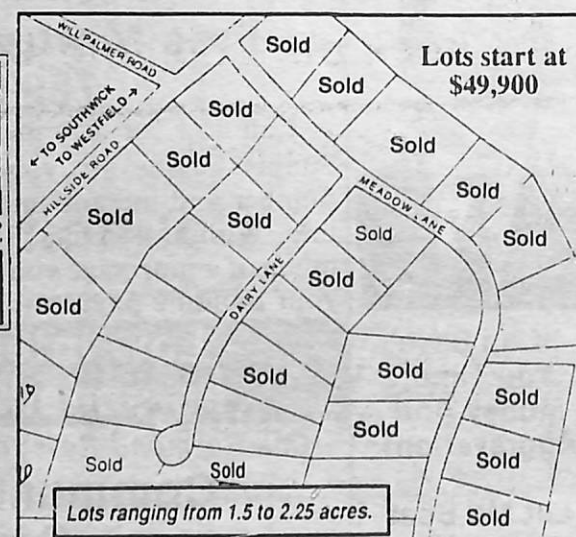 WILL PALMER ROAD
Sold
Lots start at
$49,900
Sold
← TO SOUTHWICK
TO WESTFIELD →
HILLSIDE ROAD
Sold
Sold
Sold
MEADOW LANE
Sold
Sold
Sold
Sold
Sold
Sold
DAIRY LANE
Sold
Sold
Sold
Sold
Sold
Sold
Sold
Sold
Sold
Sold
Lots ranging from 1.5 to 2.25 acres.
Sold